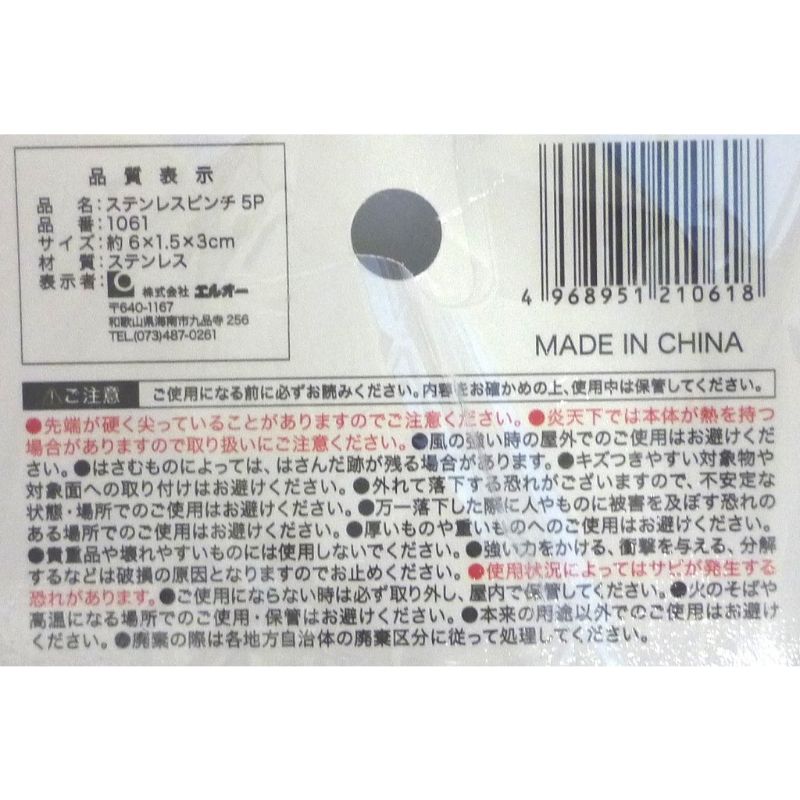 品質表示
品 名:ステンレスピンチ 5P
品 番:1061
サイズ:約 6×1.5×3cm
材 質:ステンレス
表示者: 株式会社 エルオー
〒640-1167
和歌山県海南市九品寺 256
TEL.(073)487-0261
4 968951 210618
MADE IN CHINA
⚠ご注意 ご使用になる前に必ずお読みください。内容をお確かめの上、使用中は保管してください。
●先端が硬く尖っていることがありますのでご注意ください。●炎天下では本体が熱を持つ
場合がありますので取り扱いにご注意ください。●風の強い時の屋外でのご使用はお避けくだ
さい。●はさむものによっては、はさんだ跡が残る場合があります。●キズつきやすい対象物や
対象面への取り付けはお避けください。●外れて落下する恐れがございますので、不安定な
状態・場所でのご使用はお避けください。●万一落下した際に人やものに被害を及ぼす恐れの
ある場所でのご使用はお避けください。●厚いものや重いものへのご使用はお避けください。
●貴重品や壊れやすいものには使用しないでください。●強い力をかける、衝撃を与える、分解
するなどは破損の原因となりますのでお止めください。●使用状況によってはサビが発生する
恐れがあります。●ご使用にならない時は必ず取り外し、屋内で保管してください。●火のそばや
高温になる場所でのご使用・保管はお避けください。●本来の用途以外でのご使用はお避け
ください。●廃棄の際は各地方自治体の廃棄区分に従って処理してください。